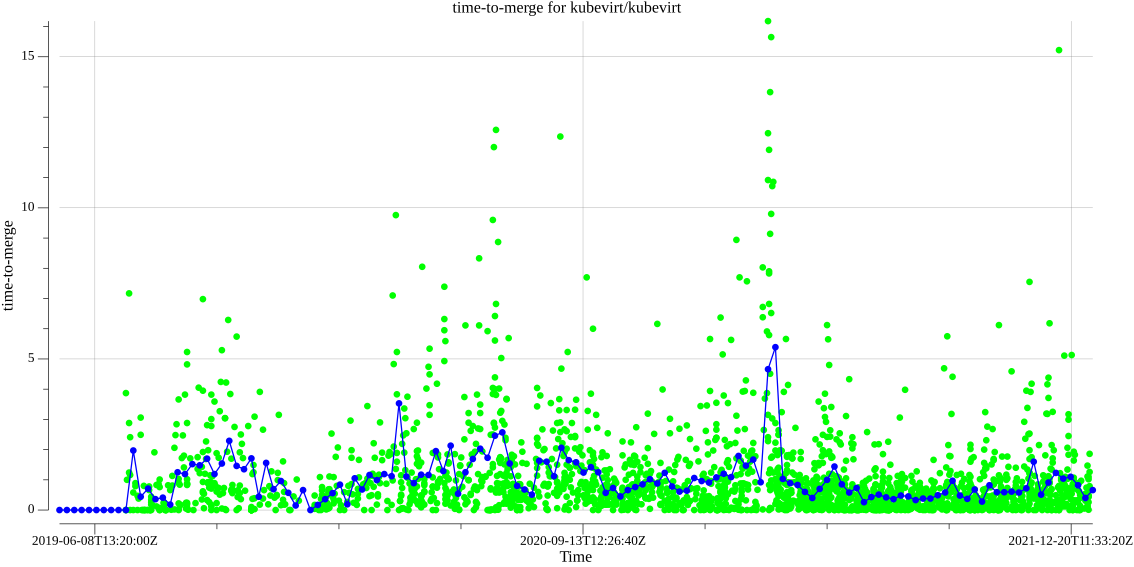 time-to-merge for kubevirt/kubevirt
15
10
5
0
time-to-merge
2019-06-08T13:20:00Z
2020-09-13T12:26:40Z
2021-12-20T11:33:20Z
Time